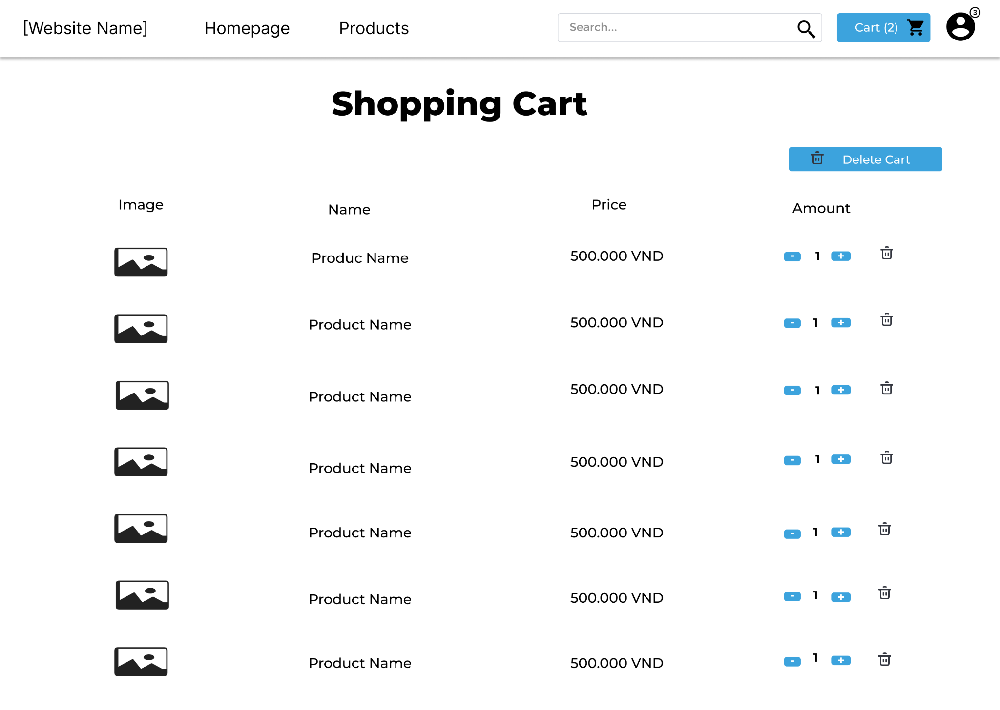 [Website Name] Homepage Products Search... Cart (2) 3
Shopping Cart
Delete Cart
Image Name Price Amount
Produc Name 500.000 VND - 1 +
Product Name 500.000 VND - 1 +
Product Name 500.000 VND - 1 +
Product Name 500.000 VND - 1 +
Product Name 500.000 VND - 1 +
Product Name 500.000 VND - 1 +
Product Name 500.000 VND - 1 +